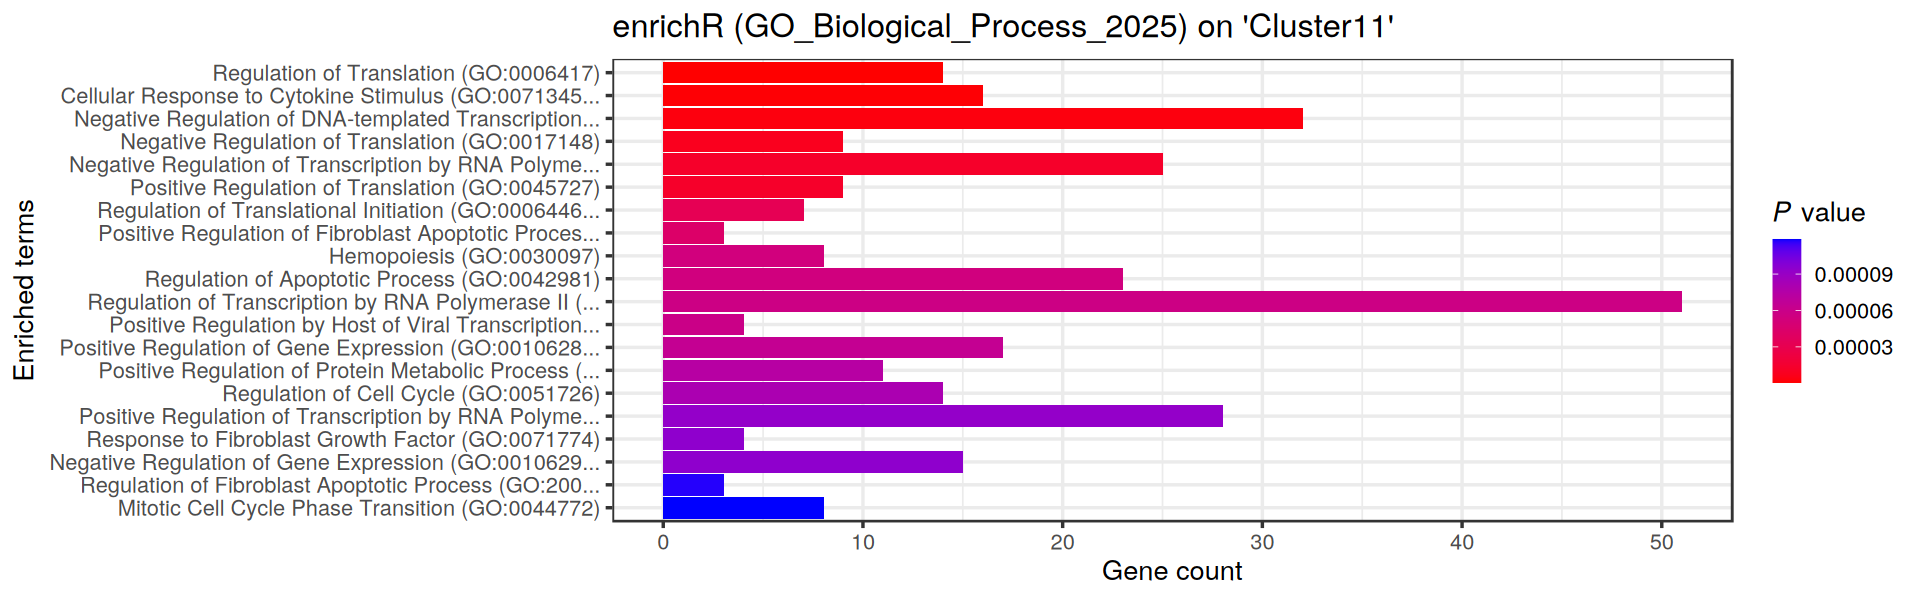 enrichR (GO_Biological_Process_2025) on 'Cluster11'
Regulation of Translation (GO:0006417)
Cellular Response to Cytokine Stimulus (GO:0071345...
Negative Regulation of DNA-templated Transcription...
Negative Regulation of Translation (GO:0017148)
Negative Regulation of Transcription by RNA Polyme...
Positive Regulation of Translation (GO:0045727)
Regulation of Translational Initiation (GO:0006446...
Positive Regulation of Fibroblast Apoptotic Proces...
Hemopoiesis (GO:0030097)
Regulation of Apoptotic Process (GO:0042981)
Regulation of Transcription by RNA Polymerase II (...
Positive Regulation by Host of Viral Transcription...
Positive Regulation of Gene Expression (GO:0010628...
Positive Regulation of Protein Metabolic Process (...
Regulation of Cell Cycle (GO:0051726)
Positive Regulation of Transcription by RNA Polyme...
Response to Fibroblast Growth Factor (GO:0071774)
Negative Regulation of Gene Expression (GO:0010629...
Regulation of Fibroblast Apoptotic Process (GO:200...
Mitotic Cell Cycle Phase Transition (GO:0044772)
Enriched terms
0 10 20 30 40 50
Gene count
P value
0.00009
0.00006
0.00003